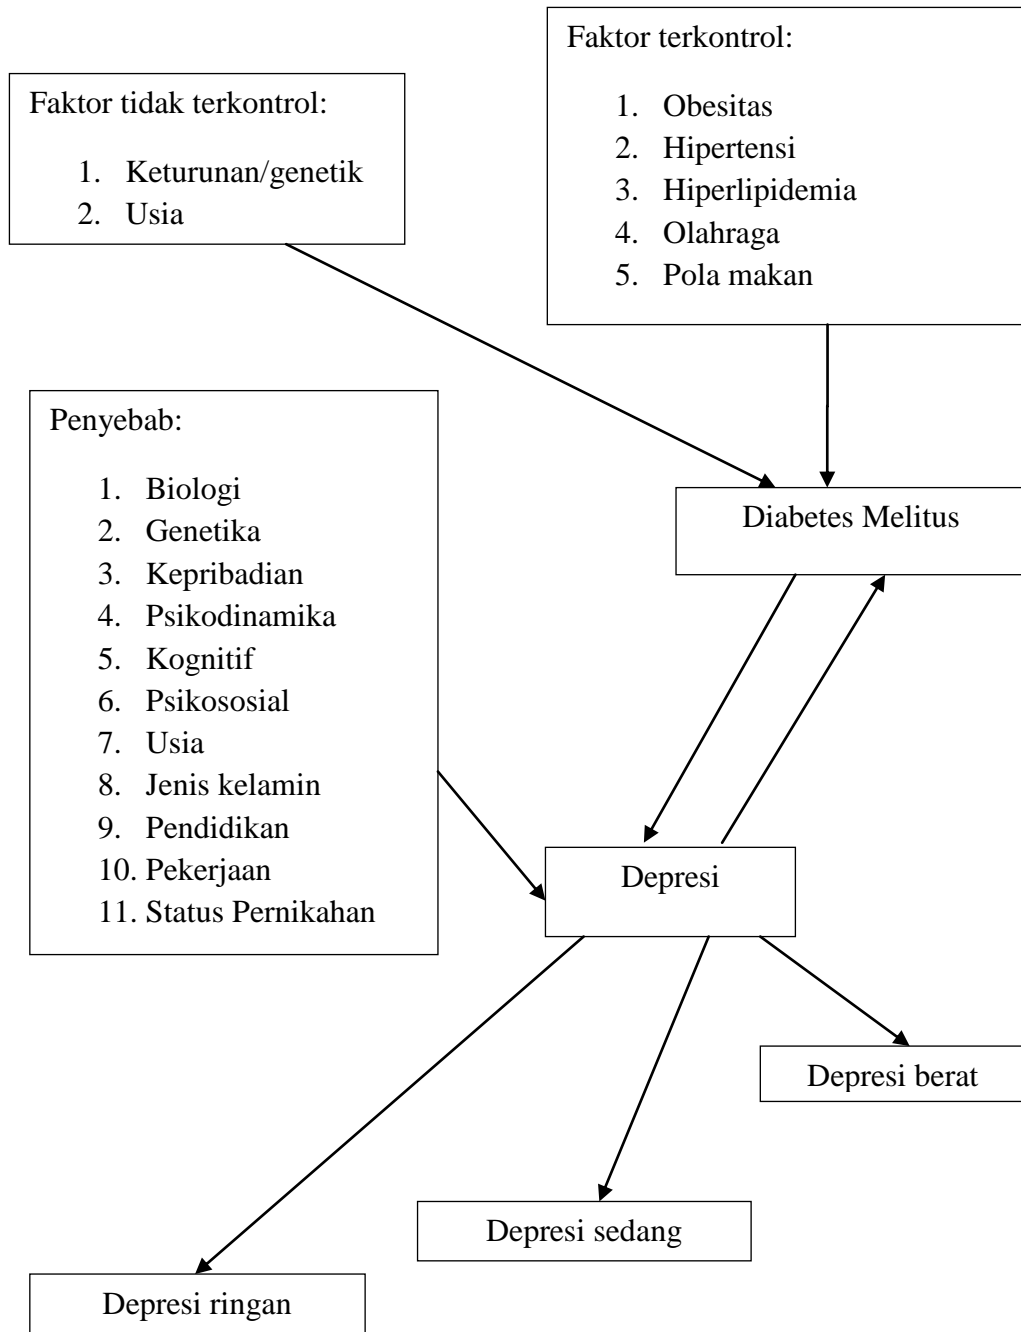 Faktor terkontrol:
1. Obesitas
2. Hipertensi
3. Hiperlipidemia
4. Olahraga
5. Pola makan
Faktor tidak terkontrol:
1. Keturunan/genetik
2. Usia
Penyebab:
1. Biologi
2. Genetika
3. Kepribadian
4. Psikodinamika
5. Kognitif
6. Psikososial
7. Usia
8. Jenis kelamin
9. Pendidikan
10. Pekerjaan
11. Status Pernikahan
Diabetes Melitus
Depresi
Depresi berat
Depresi sedang
Depresi ringan